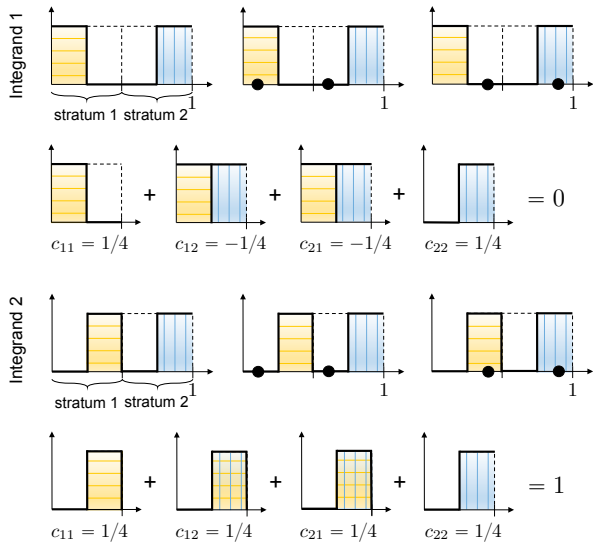 Integrand 1
stratum 1 stratum 2 1 1 1
+ + + = 0
c₁₁ = 1/4 c₁₂ = −1/4 c₂₁ = −1/4 c₂₂ = 1/4
Integrand 2
stratum 1 stratum 2 1 1 1
+ + + = 1
c₁₁ = 1/4 c₁₂ = 1/4 c₂₁ = 1/4 c₂₂ = 1/4